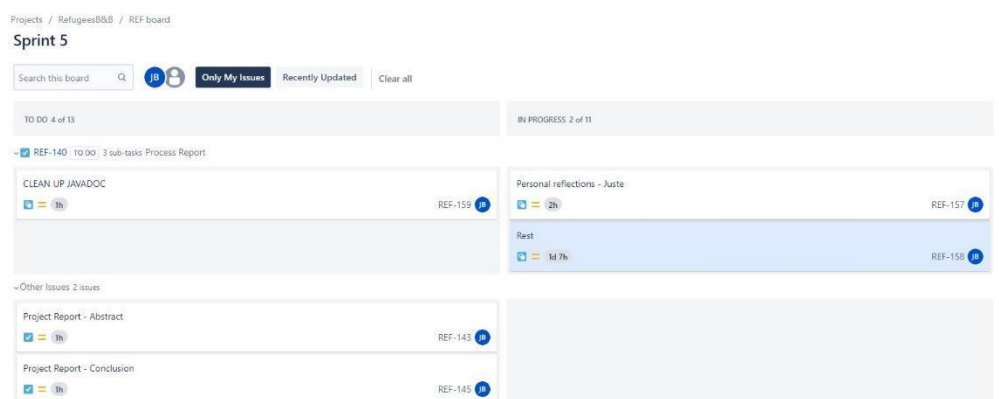 Projects / RefugeesB&B / REF board
Sprint 5
Search this board JB Only My Issues Recently Updated Clear all
TO DO 4 of 13 IN PROGRESS 2 of 11
REF-140 TO DO 3 sub-tasks Process Report
CLEAN UP JAVADOC
1h REF-159 JB
Personal reflections - Juste
2h REF-157 JB
Rest
1d 7h REF-158 JB
Other Issues 2 issues
Project Report - Abstract
1h REF-143 JB
Project Report - Conclusion
1h REF-145 JB